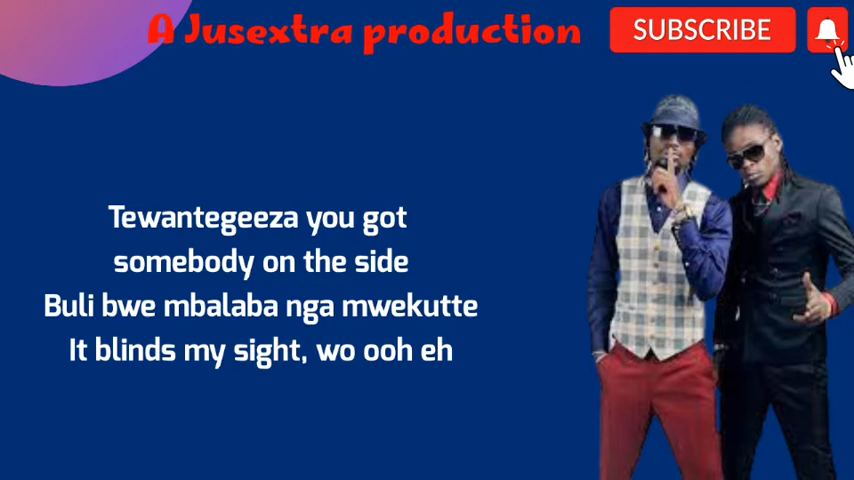 A Jusextra production
SUBSCRIBE
Tewantegeeza you got
somebody on the side
Buli bwe mbalaba nga mwekutte
It blinds my sight, wo ooh eh